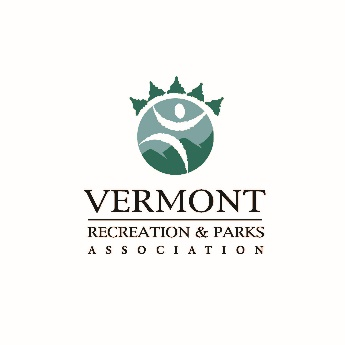 VERMONT
RECREATION & PARKS
ASSOCIATION